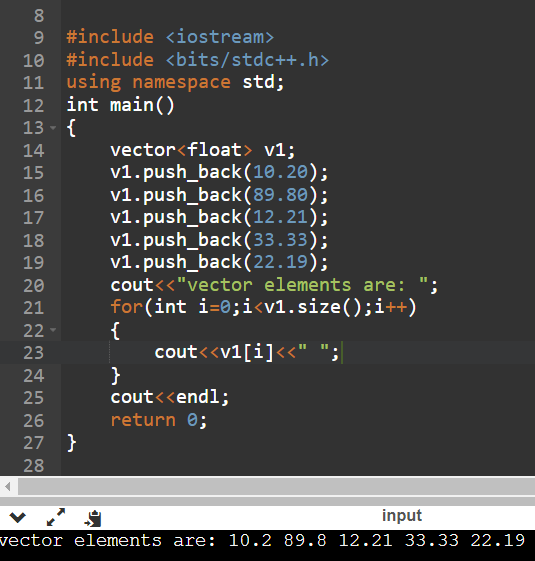 8
9 #include <iostream>
10 #include <bits/stdc++.h>
11 using namespace std;
12 int main()
13 {
14     vector<float> v1;
15     v1.push_back(10.20);
16     v1.push_back(89.80);
17     v1.push_back(12.21);
18     v1.push_back(33.33);
19     v1.push_back(22.19);
20     cout<<"vector elements are: ";
21     for(int i=0;i<v1.size();i++)
22     {
23         cout<<v1[i]<<" ";
24     }
25     cout<<endl;
26     return 0;
27 }
28
input
vector elements are: 10.2 89.8 12.21 33.33 22.19